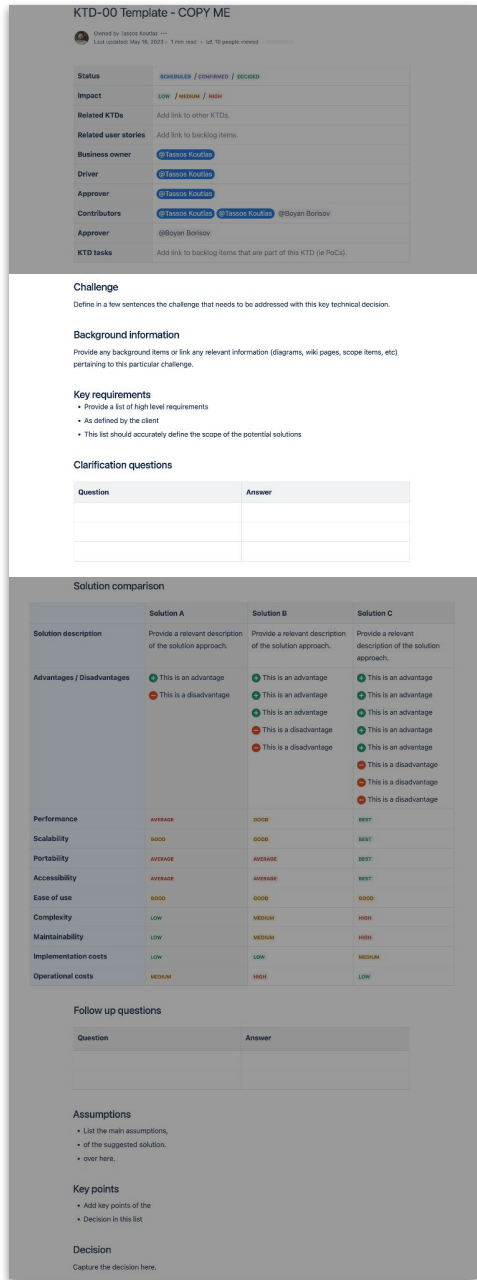 KTD-00 Template - COPY ME
Owned by Tassos Koutlas
Last updated: May 16, 2023 • 1 min read • 10 people viewed
Status SCHEDULED / CONFIRMED / DECIDED
Impact LOW / MEDIUM / HIGH
Related KTDs Add link to other KTDs.
Related user stories Add link to backlog items.
Business owner @Tassos Koutlas
Driver @Tassos Koutlas
Approver @Tassos Koutlas
Contributors @Tassos Koutlas @Tassos Koutlas @Boyan Borisov
Approver @Boyan Borisov
KTD tasks Add link to backlog items that are part of this KTD (ie PoCs).
Challenge
Define in a few sentences the challenge that needs to be addressed with this key technical decision.
Background information
Provide any background items or link any relevant information (diagrams, wiki pages, scope items, etc)
pertaining to this particular challenge.
Key requirements
• Provide a list of high level requirements
• As defined by the client
• This list should accurately define the scope of the potential solutions
Clarification questions
Question Answer
Solution comparison
Solution A Solution B Solution C
Solution description Provide a relevant description Provide a relevant description Provide a relevant
of the solution approach. of the solution approach. description of the solution
approach.
Advantages / Disadvantages This is an advantage This is an advantage This is an advantage
This is a disadvantage This is an advantage This is an advantage
This is an advantage This is an advantage
This is a disadvantage This is an advantage
This is a disadvantage This is an advantage
This is a disadvantage
This is a disadvantage
This is a disadvantage
Performance AVERAGE GOOD BEST
Scalability GOOD GOOD BEST
Portability AVERAGE AVERAGE BEST
Accessibility AVERAGE AVERAGE BEST
Ease of use GOOD GOOD GOOD
Complexity LOW MEDIUM HIGH
Maintainability LOW MEDIUM HIGH
Implementation costs LOW LOW MEDIUM
Operational costs MEDIUM HIGH LOW
Follow up questions
Question Answer
Assumptions
• List the main assumptions,
• of the suggested solution.
• over here.
Key points
• Add key points of the
• Decision in this list
Decision
Capture the decision here.